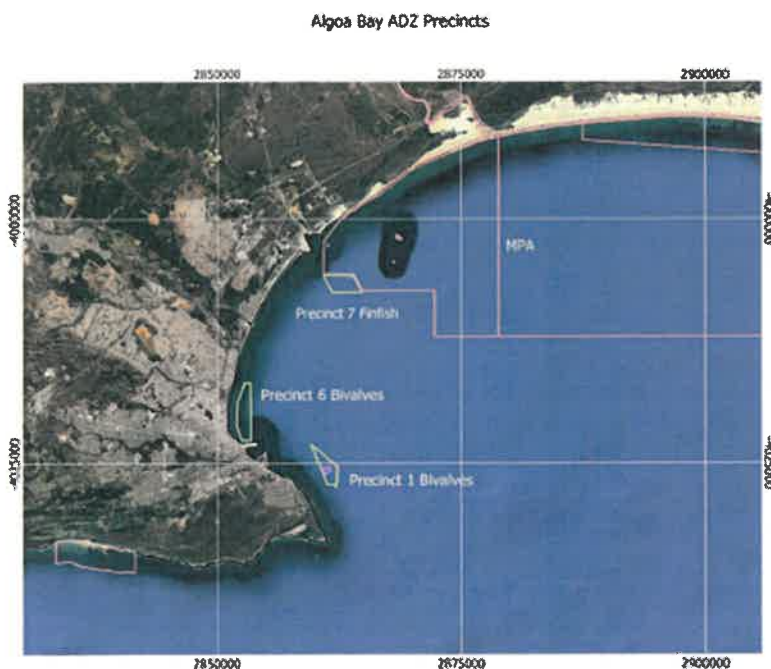 Algoa Bay ADZ Precincts
2850000 2875000 2900000
-4000000
MPA
Precinct 7 Finfish
Precinct 6 Bivalves
Precinct 1 Bivalves
2850000 2875000 2900000